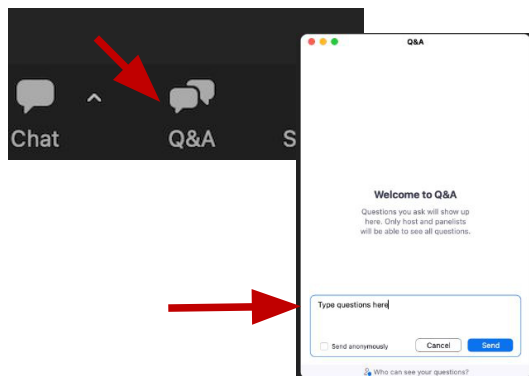 Chat
Q&A
S
Q&A
Welcome to Q&A
Questions you ask will show up
here. Only host and panelists
will be able to see all questions.
Type questions here
Send anonymously
Cancel
Send
Who can see your questions?